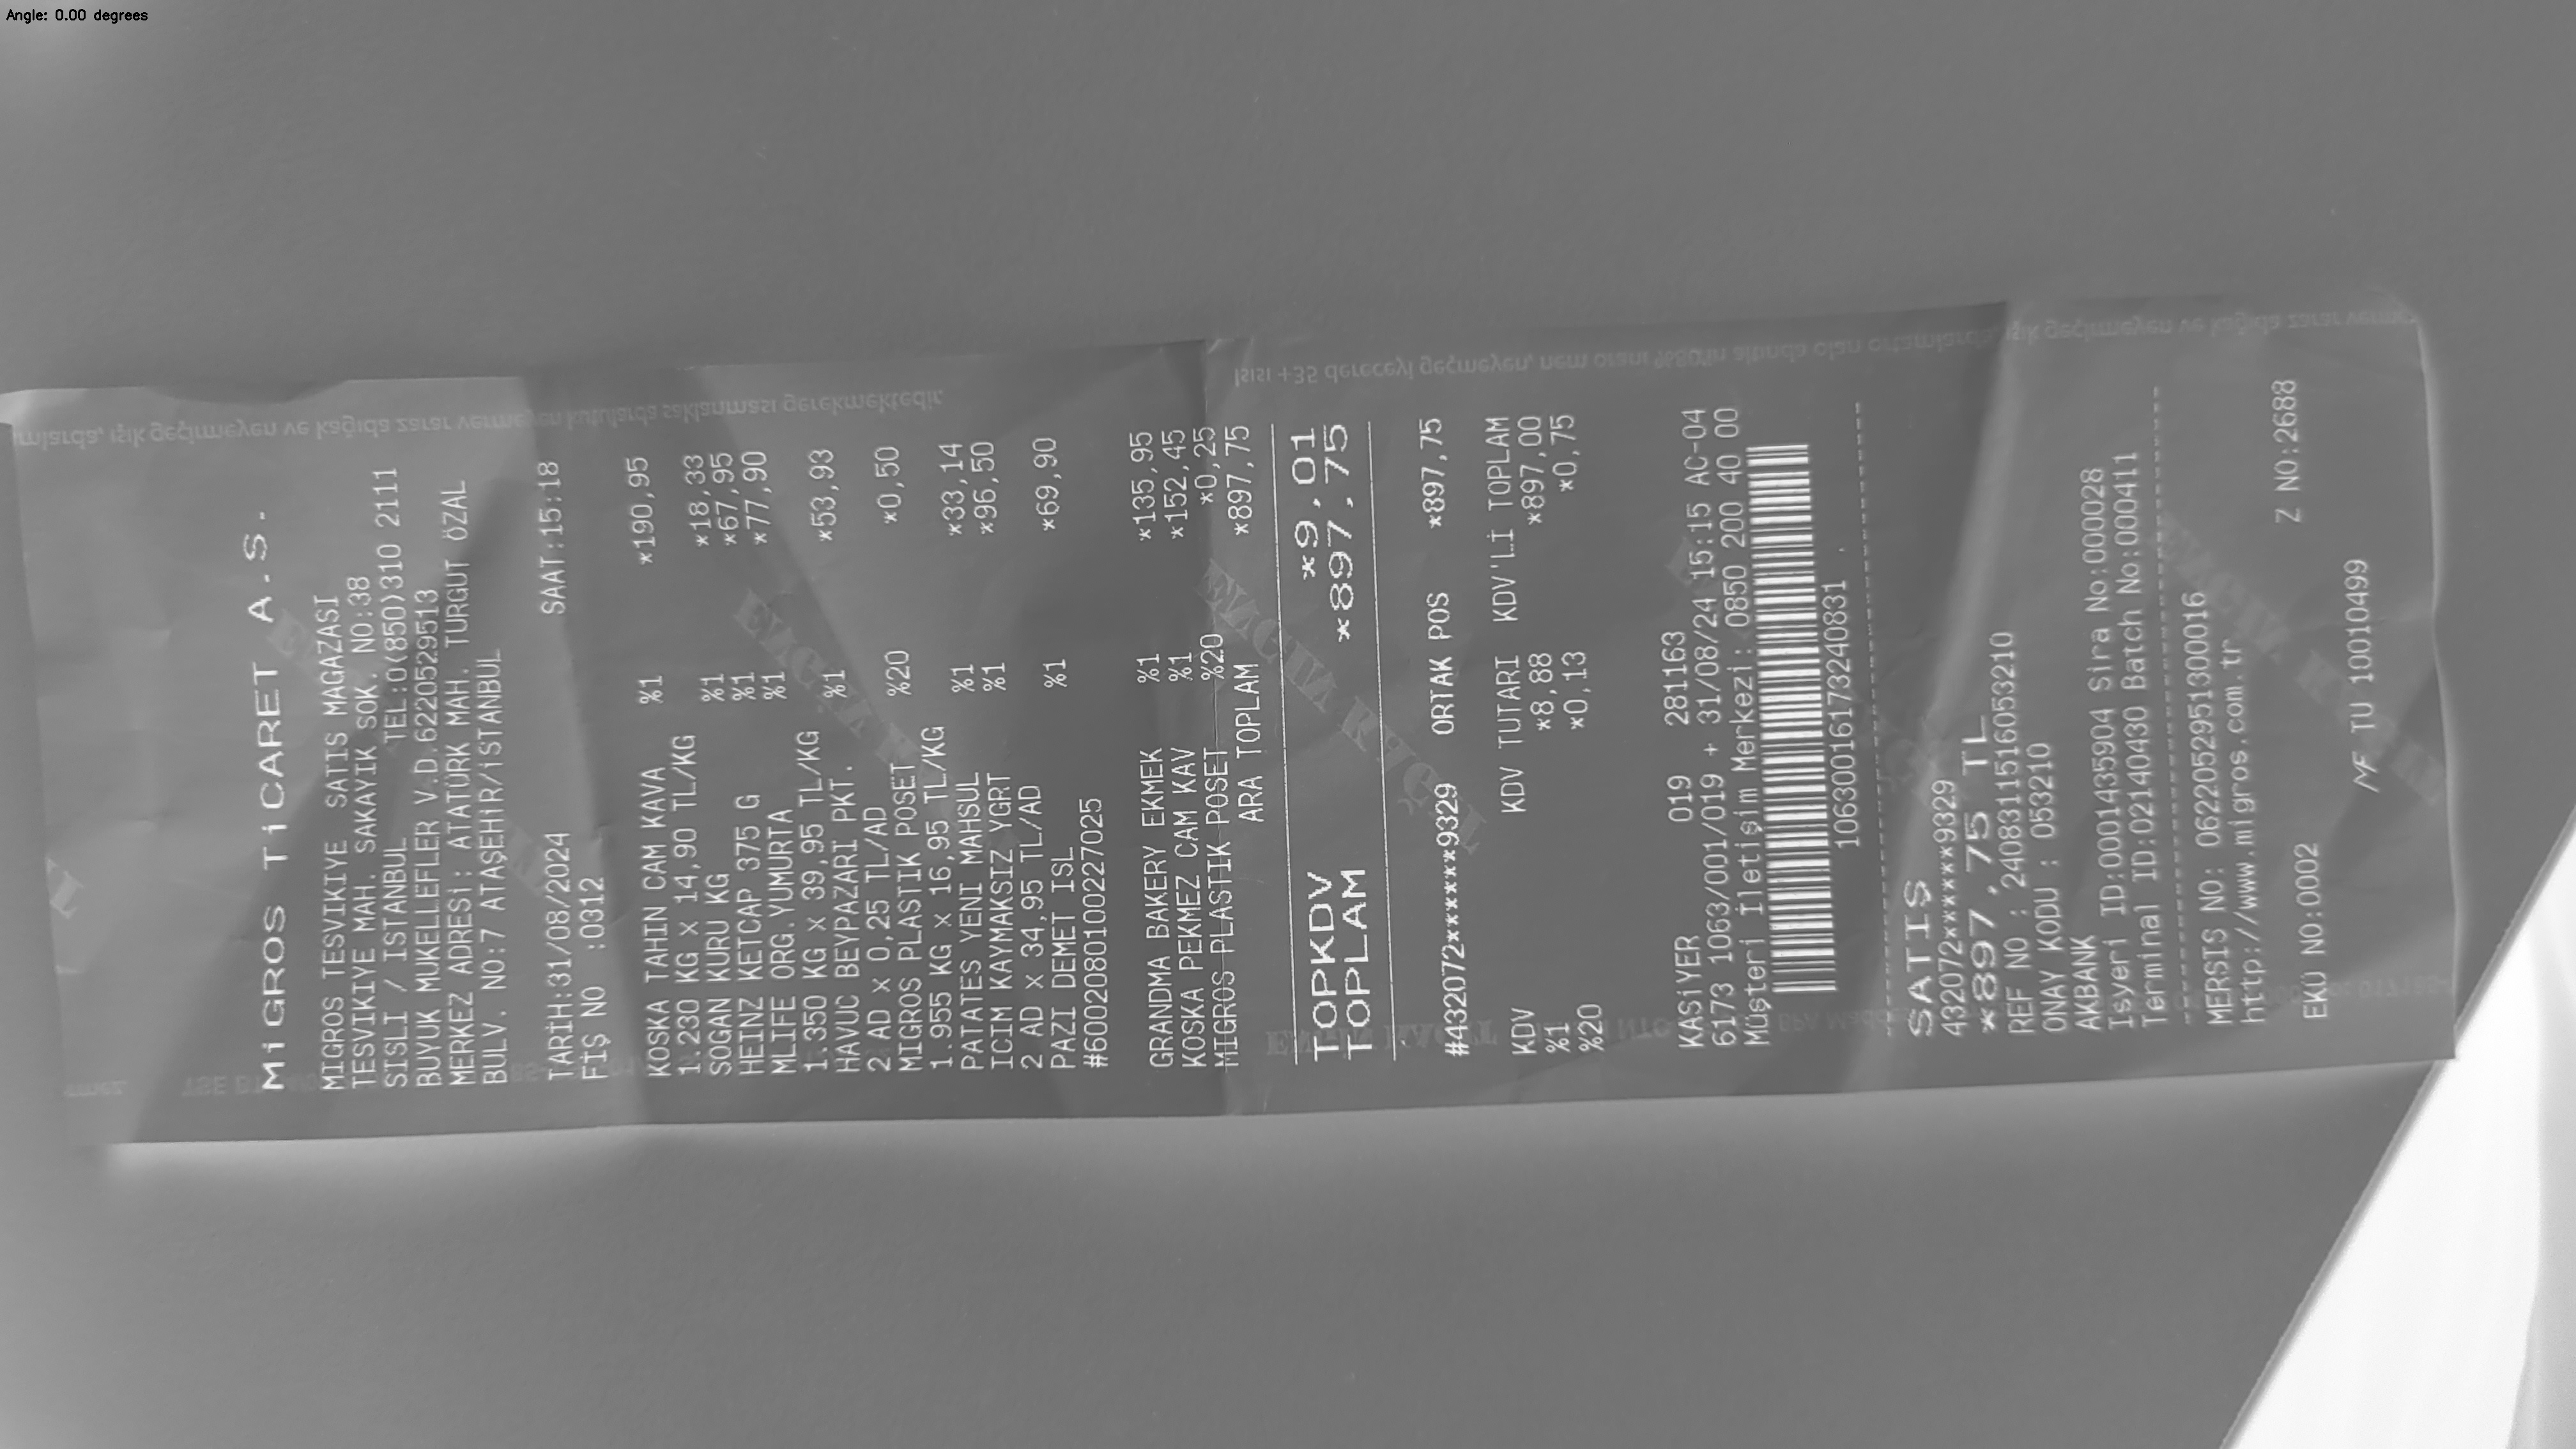 Angle: 0.00 degrees
MiGROS TiCARET A.S.
MIGROS TESVIKIYE SATIS MAGAZASI
TESVIKIYE MAH. SAKAYIK SOK. NO:38
SISLI / ISTANBUL TEL:0(850)310 2111
BUYUK MUKELLEFLER V.D.6220529513
MERKEZ ADRESi: ATATÜRK MAH. TURGUT ÖZAL
BULV. NO:7 ATAŞEHIR/iSTANBUL
TARiH:31/08/2024 SAAT:15:18
FİŞ NO :0312
KOSKA TAHIN CAM KAVA %1 *190,95
1.230 KG X 14,90 TL/KG
SOGAN KURU KG %1 *18,33
HEINZ KETCAP 375 G %1 *67,95
MLIFE ORG.YUMURTA %1 *77,90
1.350 KG X 39,95 TL/KG
HAVUC BEYPAZARI PKT. %1 *53,93
2 AD X 0,25 TL/AD
MIGROS PLASTIK POSET %20 *0,50
1.955 KG X 16,95 TL/KG
PATATES YENI MAHSUL %1 *33,14
ICIM KAYMAKSIZ YGRT %1 *96,50
2 AD X 34,95 TL/AD
PAZI DEMET ISL %1 *69,90
#6002080100227025
GRANDMA BAKERY EKMEK %1 *135,95
KOSKA PEKMEZ CAM KAV %1 *152,45
MIGROS PLASTIK POSET %20 *0,25
ARA TOPLAM *897,75
TOPKDV *9,01
TOPLAM *897,75
#432072******9329 ORTAK POS *897,75
KDV KDV TUTARI KDV'Lİ TOPLAM
%1 *8,88 *897,00
%20 *0,13 *0,75
KASiYER 019 281163
6173 1063/001/019 + 31/08/24 15:15 AC-04
Müşteri İletişim Merkezi: 0850 200 40 00
106300161732408​31
SATIŞ
432072******9329
*897,75 TL
REF NO : 240831151605321​0
ONAY KODU : 053210
AKBANK
Isyeri ID:000143590​4 Sira No:000028
Terminal ID:02140430 Batch No:000411
MERSIS NO: 0622052951300016
http://www.migros.com.tr
EKU NO:0002 Z NO:2688
MF TU 10010499